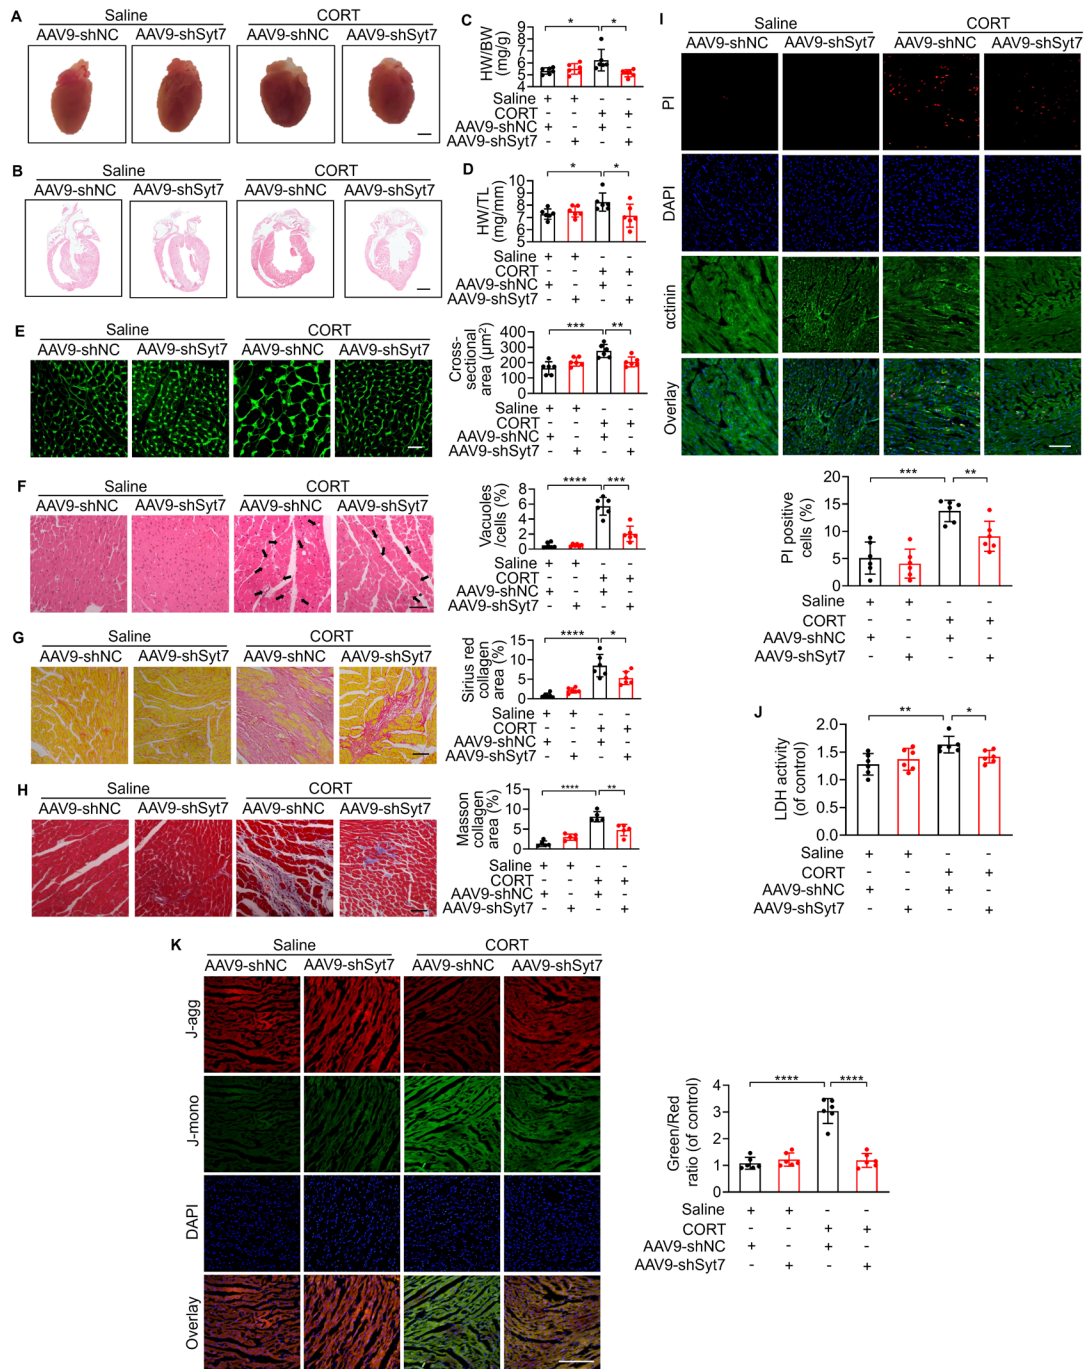 A
Saline CORT
AAV9-shNC AAV9-shSyt7 AAV9-shNC AAV9-shSyt7
B
Saline CORT
AAV9-shNC AAV9-shSyt7 AAV9-shNC AAV9-shSyt7
C
HW/BW
(mg/g)
9
8
7
6
5
4
* *
Saline + + - -
CORT - - + +
AAV9-shNC + - + -
AAV9-shSyt7 - + - +
D
HW/TL
(mg/mm)
10
9
8
7
6
5
* *
Saline + + - -
CORT - - + +
AAV9-shNC + - + -
AAV9-shSyt7 - + - +
E
Saline CORT
AAV9-shNC AAV9-shSyt7 AAV9-shNC AAV9-shSyt7
Cross-
sectional
area (µm²)
400
300
200
100
0
*** **
Saline + + - -
CORT - - + +
AAV9-shNC + - + -
AAV9-shSyt7 - + - +
F
Saline CORT
AAV9-shNC AAV9-shSyt7 AAV9-shNC AAV9-shSyt7
Vacuoles
/cells (%)
8
6
4
2
0
**** ***
Saline + + - -
CORT - - + +
AAV9-shNC + - + -
AAV9-shSyt7 - + - +
G
Saline CORT
AAV9-shNC AAV9-shSyt7 AAV9-shNC AAV9-shSyt7
Sirius red
collagen
area (%)
15
10
5
0
**** *
Saline + + - -
CORT - - + +
AAV9-shNC + - + -
AAV9-shSyt7 - + - +
H
Saline CORT
AAV9-shNC AAV9-shSyt7 AAV9-shNC AAV9-shSyt7
Masson
collagen
area (%)
15
10
5
0
**** **
Saline + + - -
CORT - - + +
AAV9-shNC + - + -
AAV9-shSyt7 - + - +
I
Saline CORT
AAV9-shNC AAV9-shSyt7 AAV9-shNC AAV9-shSyt7
PI
DAPI
αctinin
Overlay
PI positive
cells (%)
20
15
10
5
0
*** **
Saline + + - -
CORT - - + +
AAV9-shNC + - + -
AAV9-shSyt7 - + - +
J
LDH activity
(of control)
2.0
1.5
1.0
0.5
0.0
** *
Saline + + - -
CORT - - + +
AAV9-shNC + - + -
AAV9-shSyt7 - + - +
K
Saline CORT
AAV9-shNC AAV9-shSyt7 AAV9-shNC AAV9-shSyt7
J-agg
J-mono
DAPI
Overlay
Green/Red
ratio (of control)
4
3
2
1
0
**** ****
Saline + + - -
CORT - - + +
AAV9-shNC + - + -
AAV9-shSyt7 - + - +